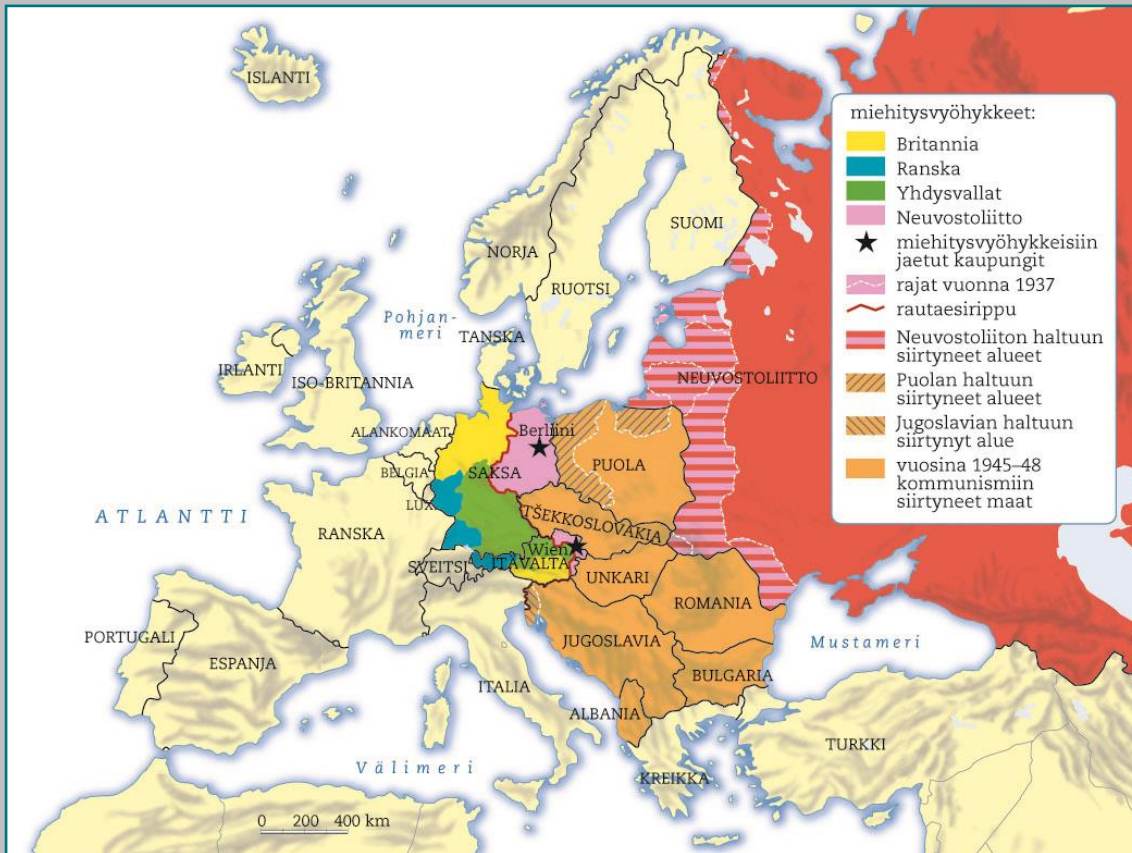 ISLANTI
NORJA
RUOTSI
SUOMI
Pohjan-
meri
TANSKA
IRLANTI
ISO-BRITANNIA
ALANKOMAAT
BELGIA
LUX.
SAKSA
Berliini
PUOLA
NEUVOSTOLIITTO
ATLANTTI
RANSKA
TŠEKKOSLOVAKIA
Wien
SVEITSI
ITÄVALTA
UNKARI
ROMANIA
JUGOSLAVIA
BULGARIA
Mustameri
PORTUGALI
ESPANJA
ITALIA
ALBANIA
KREIKKA
TURKKI
Välimeri
0 200 400 km
miehitysvyöhykkeet:
Britannia
Ranska
Yhdysvallat
Neuvostoliitto
miehitysvyöhykkeisiin
jaetut kaupungit
rajat vuonna 1937
rautaesirippu
Neuvostoliiton haltuun
siirtyneet alueet
Puolan haltuun
siirtyneet alueet
Jugoslavian haltuun
siirtynyt alue
vuosina 1945–48
kommunismiin
siirtyneet maat